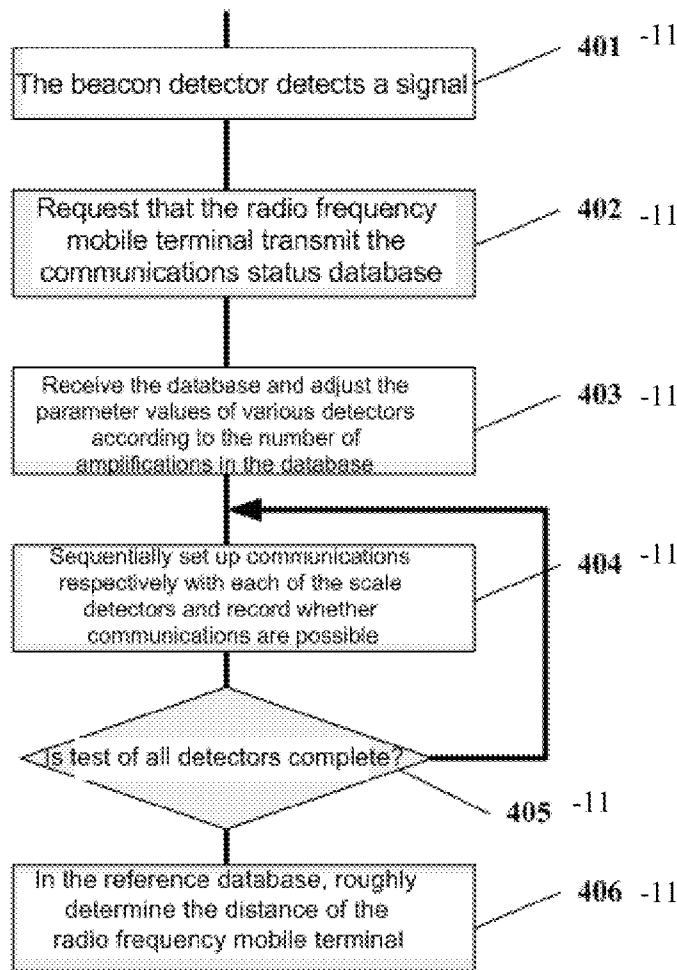 The beacon detector detects a signal
401 -11
Request that the radio frequency
mobile terminal transmit the
communications status database
402 -11
Receive the database and adjust the
parameter values of various detectors
according to the number of
amplifications in the database
403 -11
Sequentially set up communications
respectively with each of the scale
detectors and record whether
communications are possible
404 -11
Is test of all detectors complete?
405 -11
In the reference database, roughly
determine the distance of the
radio frequency mobile terminal
406 -11